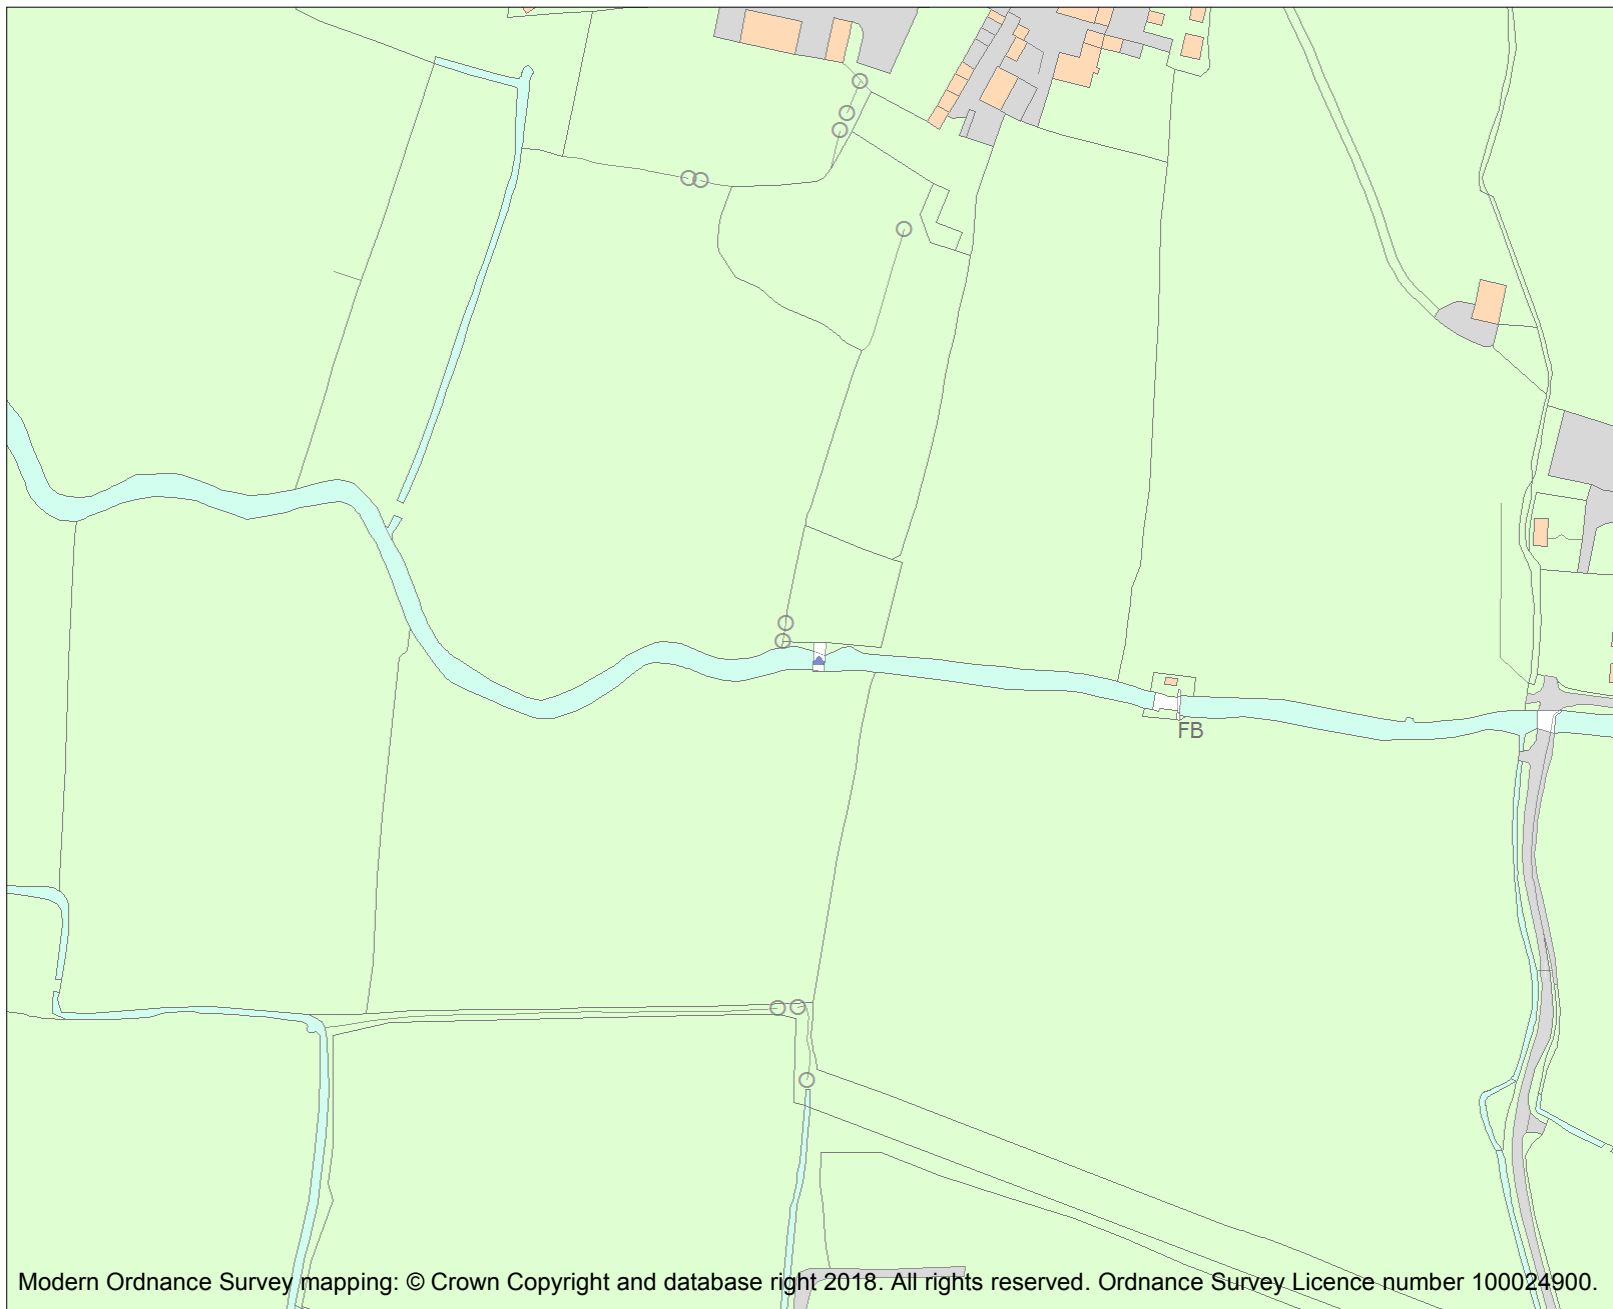 FB
Modern Ordnance Survey mapping: © Crown Copyright and database right 2018. All rights reserved. Ordnance Survey Licence number 100024900.